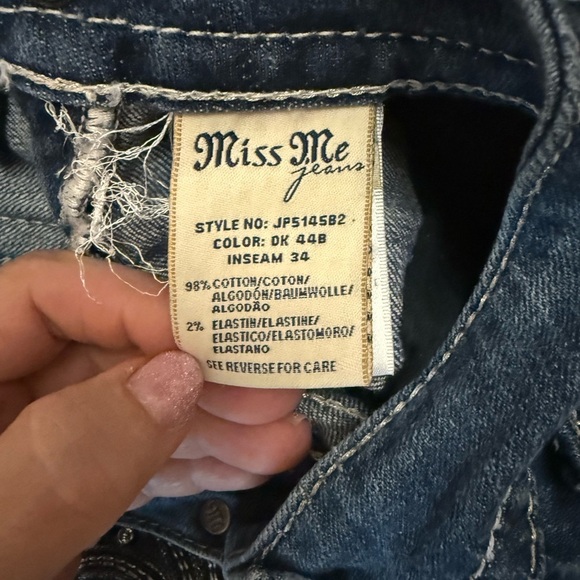 Miss Me
jeans
STYLE NO: JP5145B2
COLOR: DK 44B
INSEAM 34
98% COTTON/COTON/
ALGODÓN/BAUMWOLLE/
ALGODÃO
2% ELASTIN/ELASTINE/
ELASTICO/ELASTOMORO/
ELASTANO
SEE REVERSE FOR CARE